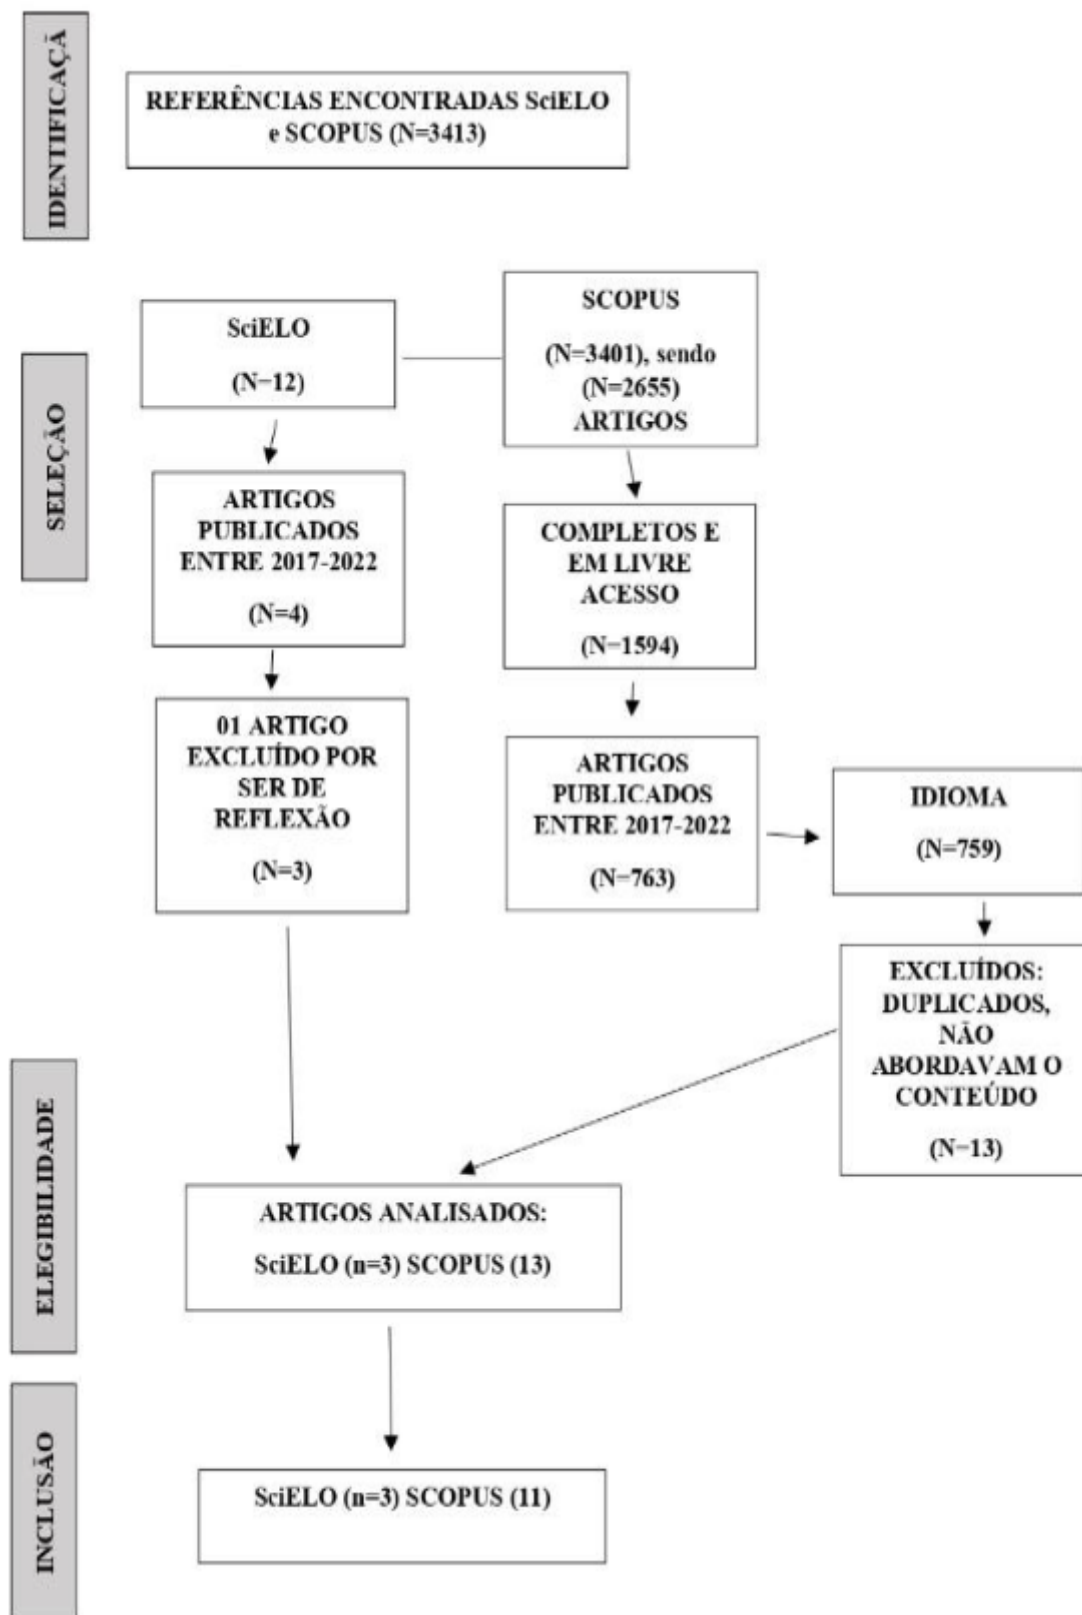 IDENTIFICAÇÃ
REFERÊNCIAS ENCONTRADAS SciELO
e SCOPUS (N=3413)
SELEÇÃO
SciELO
(N=12)
SCOPUS
(N=3401), sendo
(N=2655)
ARTIGOS
ARTIGOS
PUBLICADOS
ENTRE 2017-2022
(N=4)
COMPLETOS E
EM LIVRE
ACESSO
(N=1594)
01 ARTIGO
EXCLUÍDO POR
SER DE
REFLEXÃO
(N=3)
ARTIGOS
PUBLICADOS
ENTRE 2017-2022
(N=763)
IDIOMA
(N=759)
EXCLUÍDOS:
DUPLICADOS,
NÃO
ABORDAVAM O
CONTEÚDO
(N=13)
ELEGIBILIDADE
ARTIGOS ANALISADOS:
SciELO (n=3) SCOPUS (13)
INCLUSÃO
SciELO (n=3) SCOPUS (11)